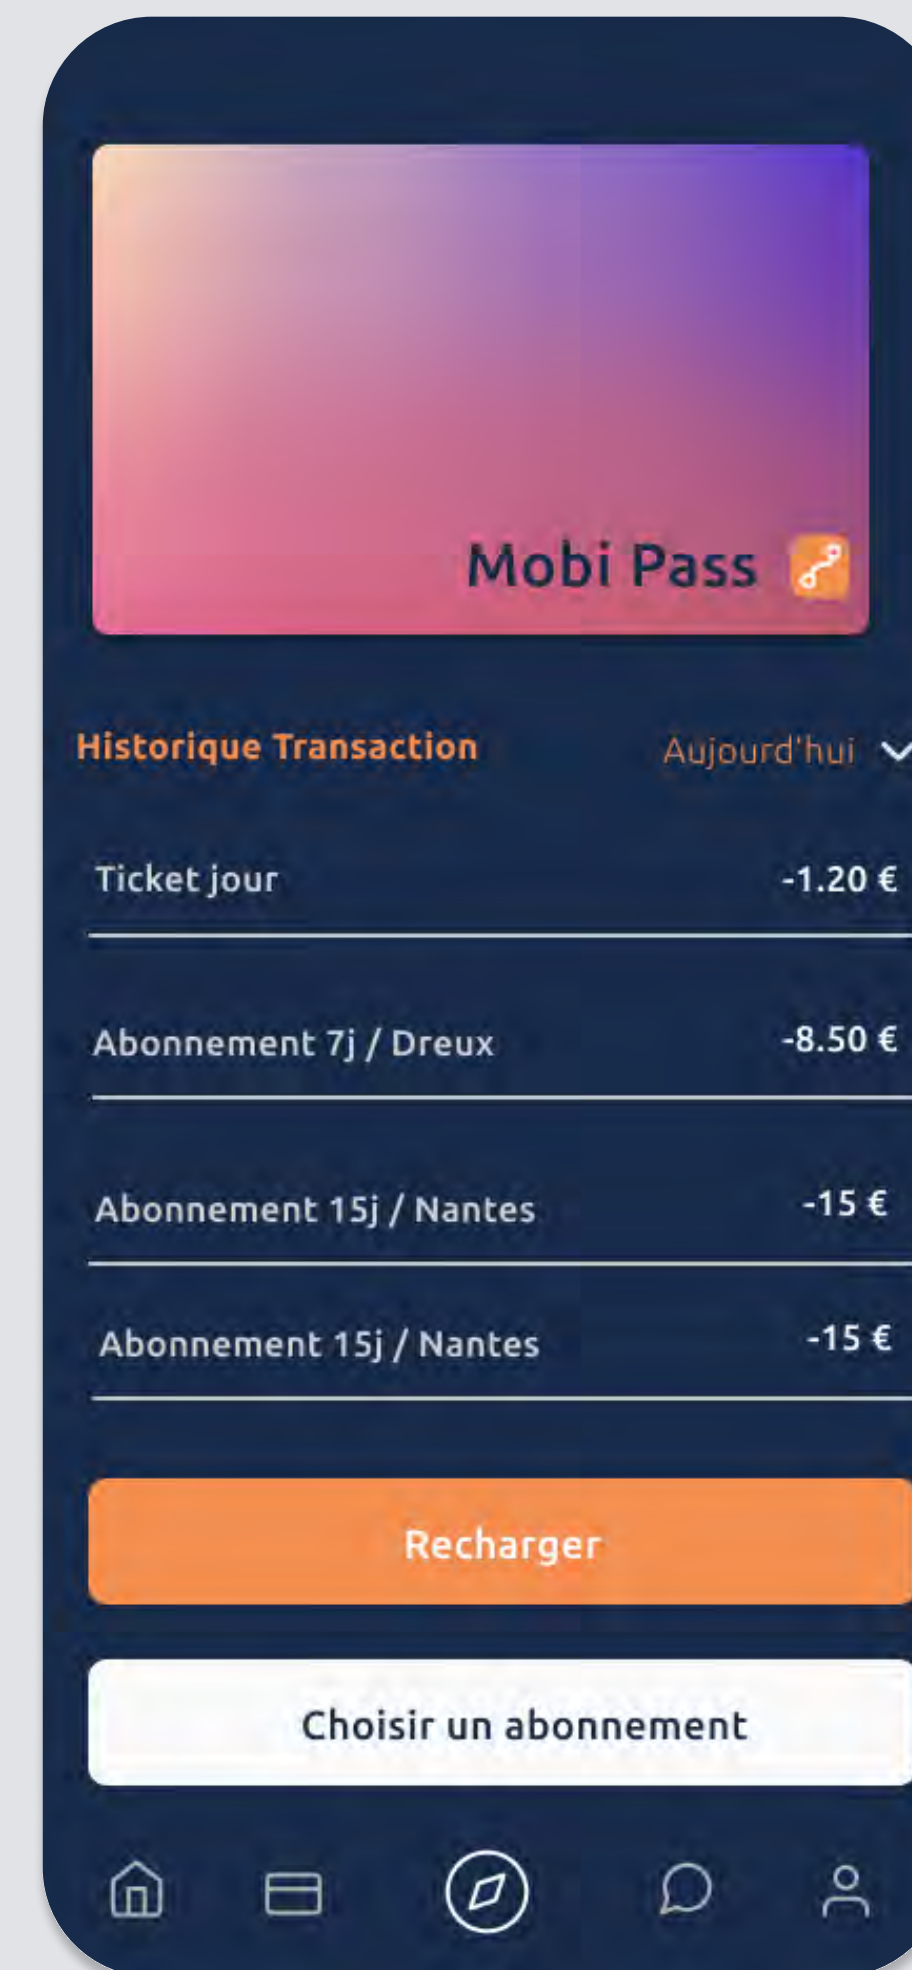 Mobi Pass
Historique Transaction
Aujourd'hui
Ticket jour
-1.20 €
Abonnement 7j / Dreux
-8.50 €
Abonnement 15j / Nantes
-15 €
Abonnement 15j / Nantes
-15 €
Recharger
Choisir un abonnement